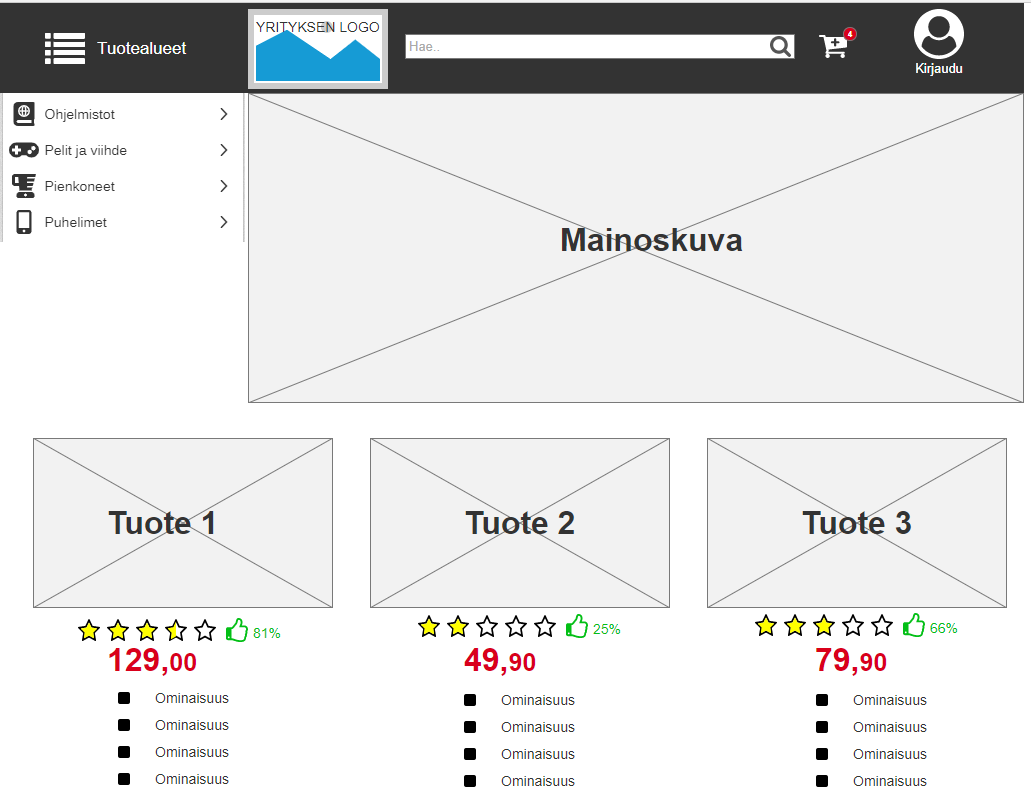 Tuotealueet
YRITYKSEN LOGO
Hae..
4
Kirjaudu
Ohjelmistot
Pelit ja viihde
Pienkoneet
Puhelimet
Mainoskuva
Tuote 1
81%
129,00
Ominaisuus
Ominaisuus
Ominaisuus
Ominaisuus
Tuote 2
25%
49,90
Ominaisuus
Ominaisuus
Ominaisuus
Ominaisuus
Tuote 3
66%
79,90
Ominaisuus
Ominaisuus
Ominaisuus
Ominaisuus